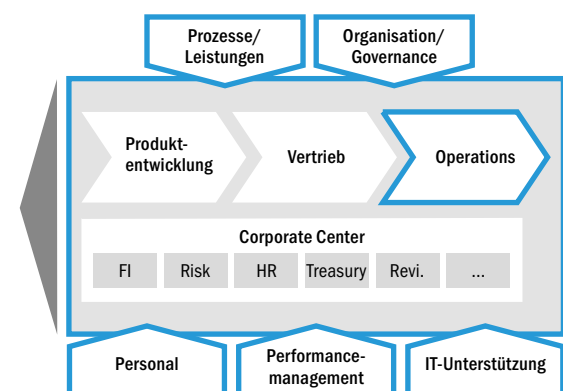 Prozesse/
Leistungen
Organisation/
Governance
Produkt-
entwicklung
Vertrieb
Operations
Corporate Center
FI
Risk
HR
Treasury
Revi.
...
Personal
Performance-
management
IT-Unterstützung